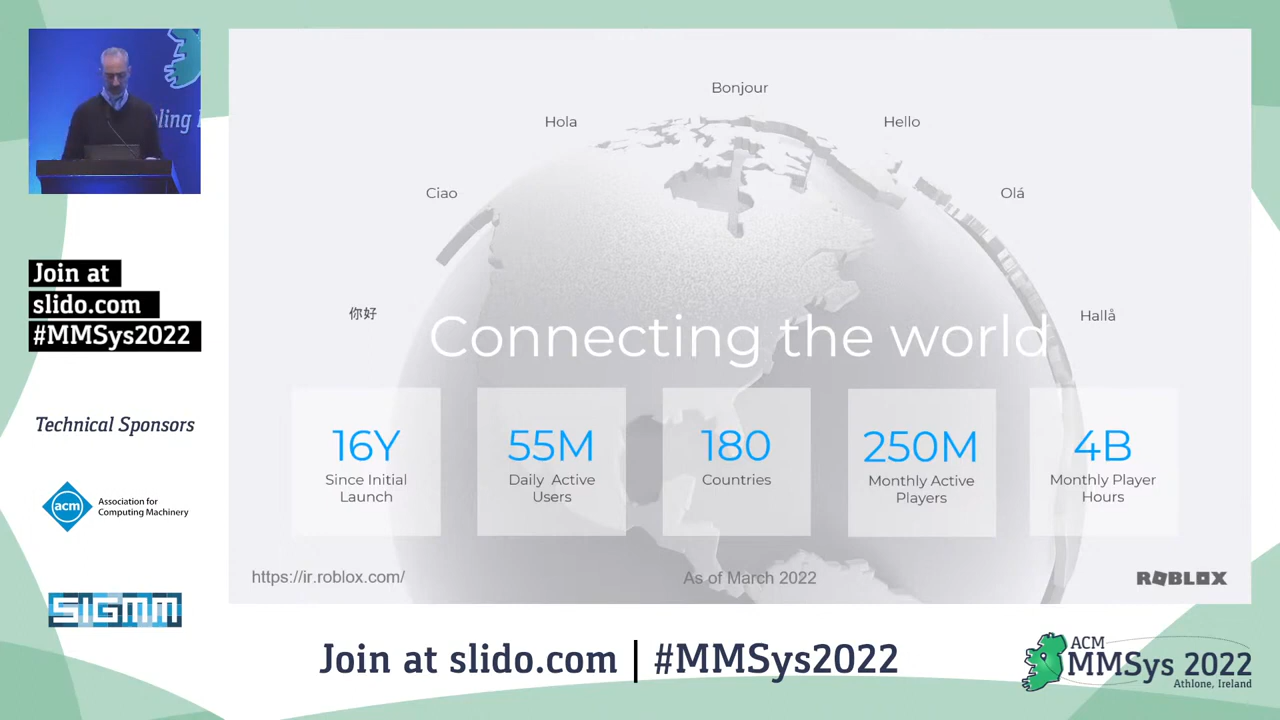 Bonjour
Hola
Hello
Ciao
Olá
你好
Hallå
Connecting the world
16Y
Since Initial
Launch
55M
Daily Active
Users
180
Countries
250M
Monthly Active
Players
4B
Monthly Player
Hours
https://ir.roblox.com/
As of March 2022
ROBLOX
ling
Join at
slido.com
#MMSys2022
Technical Sponsors
acm
Association for
Computing Machinery
SIGMM
Join at slido.com | #MMSys2022
ACM
MMSys 2022
Athlone, Ireland